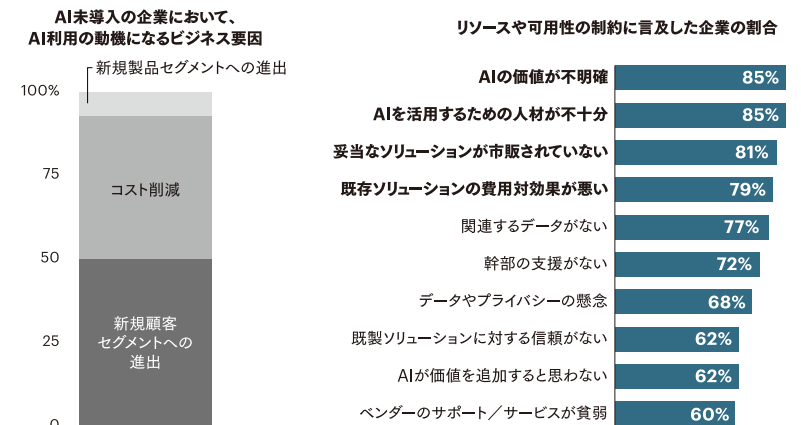 AI未導入の企業において、
AI利用の動機になるビジネス要因
新規製品セグメントへの進出
100%
75
コスト削減
50
新規顧客
セグメントへの
進出
25
0
リソースや可用性の制約に言及した企業の割合
AIの価値が不明確 85%
AIを活用するための人材が不十分 85%
妥当なソリューションが市販されていない 81%
既存ソリューションの費用対効果が悪い 79%
関連するデータがない 77%
幹部の支援がない 72%
データやプライバシーの懸念 68%
既製ソリューションに対する信頼がない 62%
AIが価値を追加すると思わない 62%
ベンダーのサポート／サービスが貧弱 60%